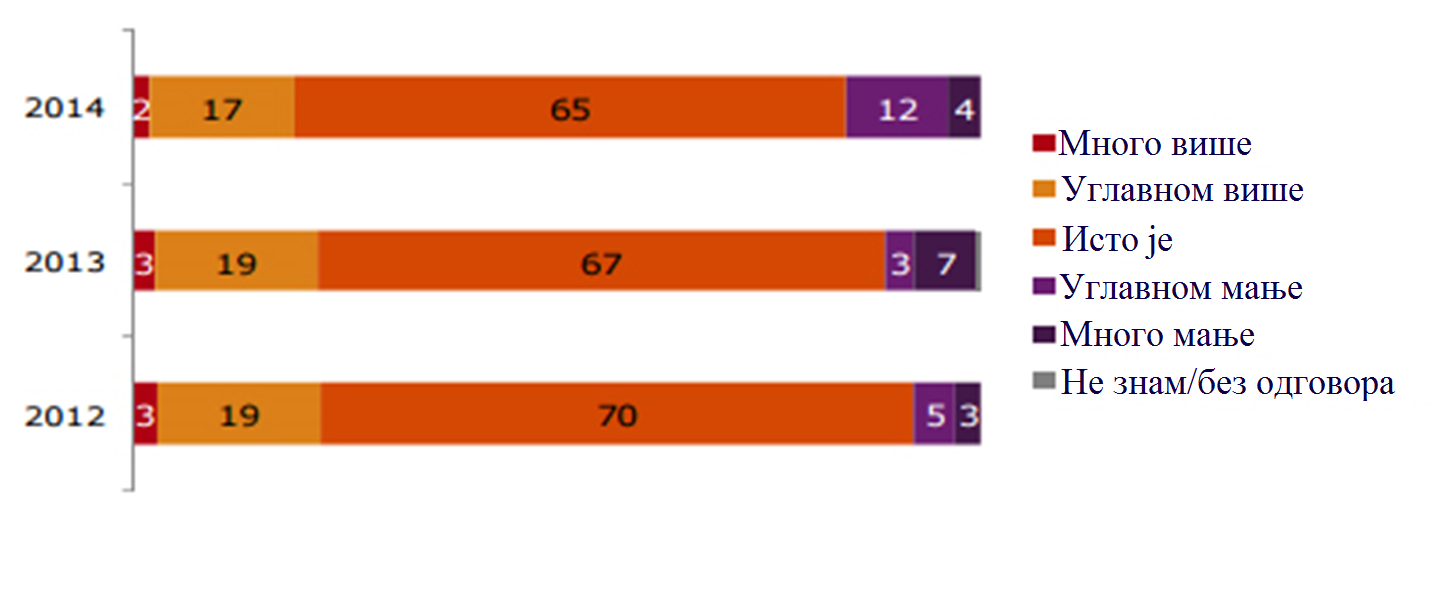 2014 2 17 65 12 4
2013 3 19 67 3 7
2012 3 19 70 5 3
Много више
Углавном више
Исто је
Углавном мање
Много мање
Не знам/без одговора